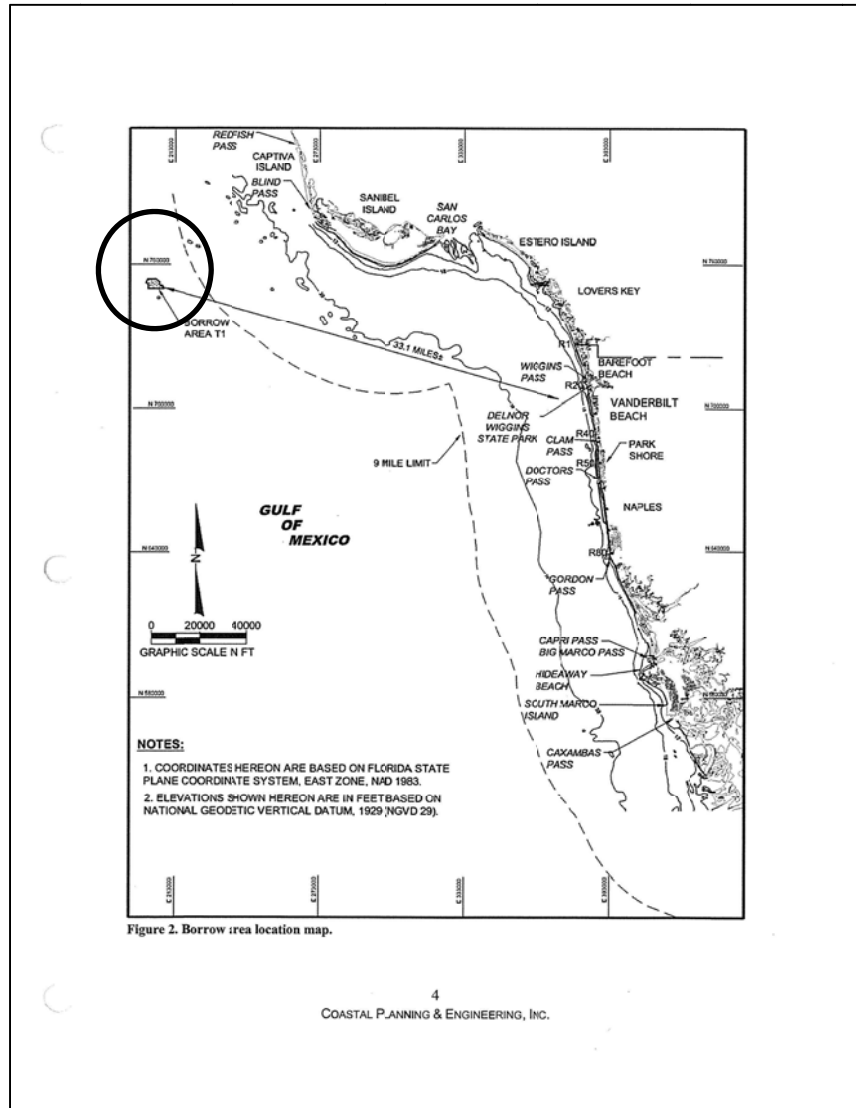 REDFISH
PASS
CAPTIVA
ISLAND
BLIND
PASS
SANIBEL
ISLAND
SAN
CARLOS
BAY
ESTERO ISLAND
LOVERS KEY
BORROW
AREA T1
33.1 MILES±
R1
WIGGINS
PASS
BAREFOOT
BEACH
VANDERBILT
BEACH
DELNOR
WIGGINS
STATE PARK
CLAM
PASS
PARK
SHORE
DOCTORS
PASS
9 MILE LIMIT
NAPLES
GULF
OF
MEXICO
N
R80
GORDON
PASS
0 20000 40000
GRAPHIC SCALE N FT
CAPRI PASS
BIG MARCO PASS
HIDEAWAY
BEACH
SOUTH MARCO
ISLAND
CAXAMBAS
PASS
NOTES:
1. COORDINATES HEREON ARE BASED ON FLORIDA STATE
PLANE COORDINATE SYSTEM, EAST ZONE, NAD 1983.
2. ELEVATIONS SHOWN HEREON ARE IN FEET BASED ON
NATIONAL GEODETIC VERTICAL DATUM, 1929 (NGVD 29).
Figure 2. Borrow area location map.
4
COASTAL PLANNING & ENGINEERING, INC.